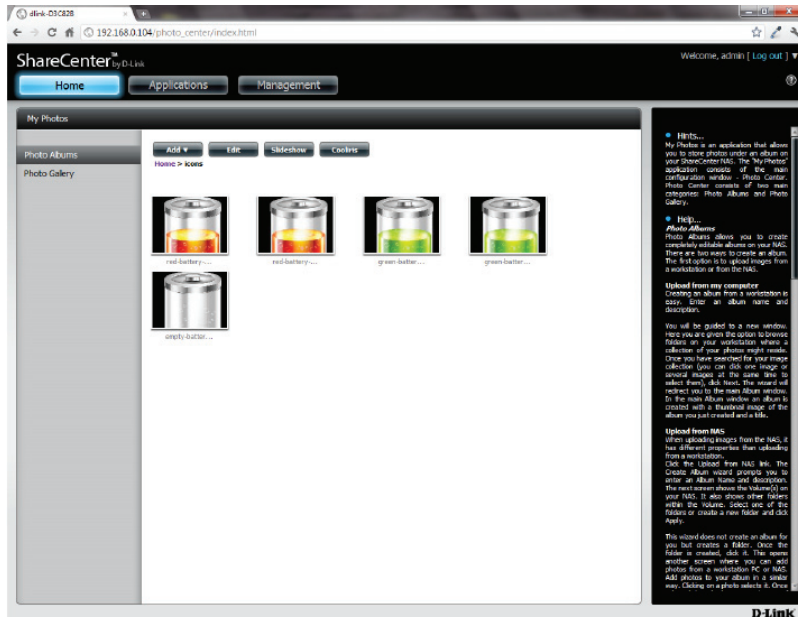 dlink-D3C828
192.168.0.104/photo_center/index.html
ShareCenter™ by D-Link
Welcome, admin [ Log out ] ▼
Home Applications Management
My Photos
Photo Albums
Photo Gallery
Add ▼ Edit Slideshow Cooliris
Home > icons
red-battery-... red-battery-... green-batter... green-batter...
empty-batter...
Hints...
My Photos is an application that allows
you to store photos under an album on
your ShareCenter NAS. The "My Photos"
application consists of the main
configuration window - Photo Center.
Photo Center consists of two main
categories: Photo Albums and Photo
Gallery.
Help...
Photo Albums
Photo Albums allows you to create
completely editable albums on your NAS.
There are two ways to create an album.
The first option is to upload images from
a workstation or from the NAS.
Upload from my computer
Creating an album from a workstation is
easy. Enter an album name and
description.
You will be guided to a new window.
Here you are given the option to browse
folders on your workstation where a
collection of your photos might reside.
Once you have searched for your image
collection (you can click one image or
several images at the same time to
select them), click Next. The wizard will
redirect you to the main Album window.
In the main Album window an album is
created with a thumbnail image of the
album you just created and a title.
Upload from NAS
When uploading images from the NAS, it
has different properties than uploading
from a workstation.
Click the Upload from NAS link. The
Create Album wizard prompts you to
enter an Album Name and description.
The next screen shows the Volume(s) on
your NAS. It also shows other folders
within the Volume. Select one of the
folders or create a new folder and click
Apply.
This wizard does not create an album for
you but creates a folder. Once the
folder is created, click it. This opens
another screen where you can add
photos from a workstation PC or NAS.
Add photos to your album in a similar
way. Clicking on a photo selects it. Once
D-Link